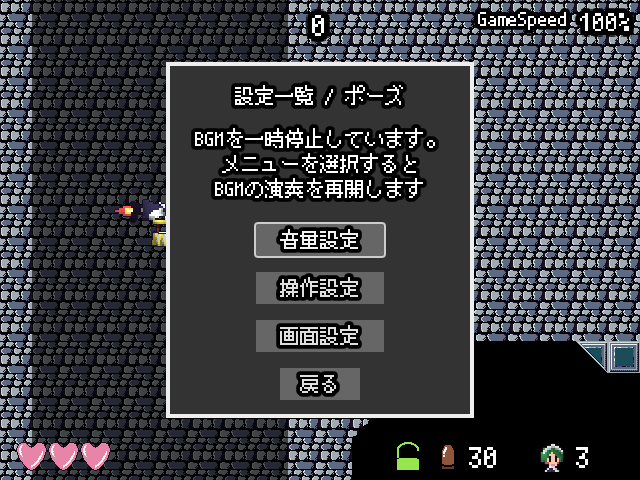 0
GameSpeed 100%
設定一覧 / ポーズ
BGMを一時停止しています。
メニューを選択すると
BGMの演奏を再開します
音量設定
操作設定
画面設定
戻る
30
3